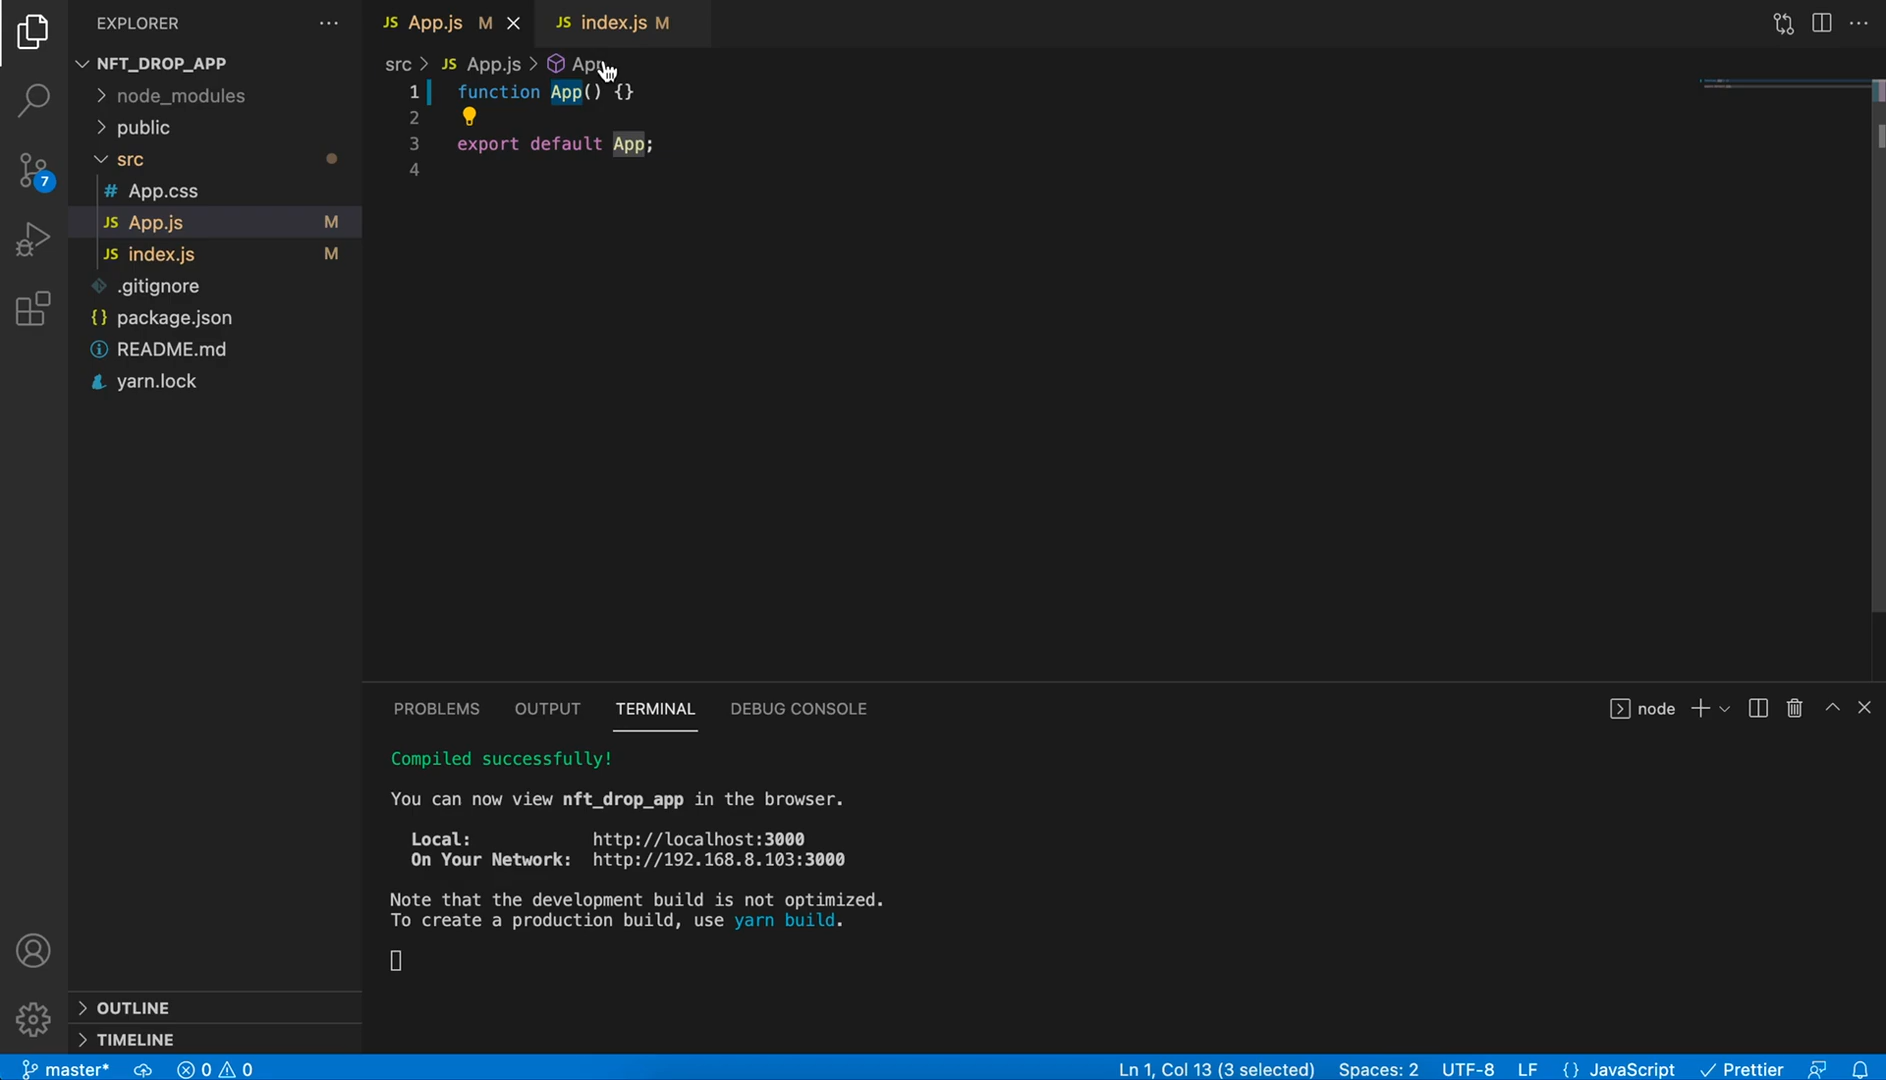 EXPLORER
NFT_DROP_APP
node_modules
public
src
# App.css
JS App.js M
JS index.js M
.gitignore
{} package.json
README.md
yarn.lock
OUTLINE
TIMELINE
7
JS App.js M
JS index.js M
src > JS App.js > App
1 function App() {}
2
3 export default App;
4
PROBLEMS OUTPUT TERMINAL DEBUG CONSOLE
node
Compiled successfully!
You can now view nft_drop_app in the browser.
Local: http://localhost:3000
On Your Network: http://192.168.8.103:3000
Note that the development build is not optimized.
To create a production build, use yarn build.
master* 0 0 Ln 1, Col 13 (3 selected) Spaces: 2 UTF-8 LF {} JavaScript Prettier